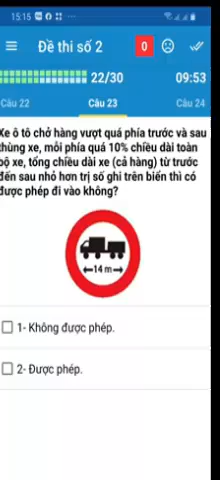 15:15
Đề thi số 2
0
22/30
09:53
Câu 22
Câu 23
Câu 24
Xe ô tô chở hàng vượt quá phía trước và sau
thùng xe, mỗi phía quá 10% chiều dài toàn
bộ xe, tổng chiều dài xe (cả hàng) từ trước
đến sau nhỏ hơn trị số ghi trên biển thì có
được phép đi vào không?
14 m
1- Không được phép.
2- Được phép.